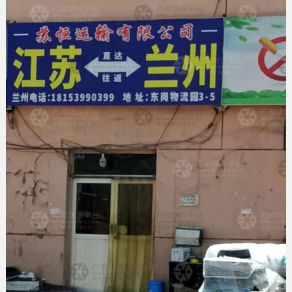 苏恒运输有限公司
江苏 直达 兰州
往返
兰州电话:18153990399 地址:东岗物流园3-5